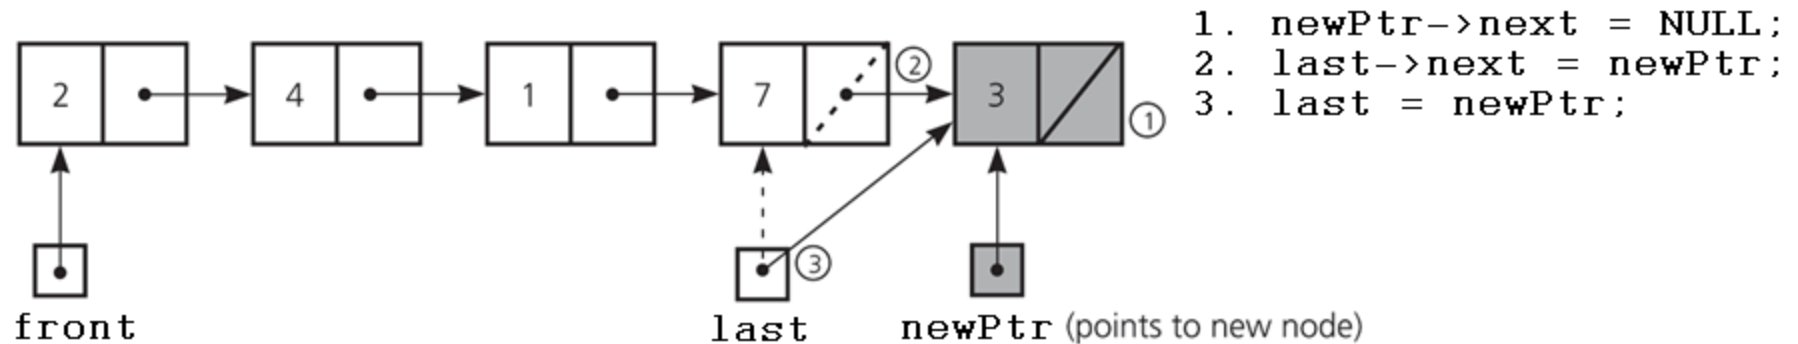 1. newPtr->next = NULL;
2. last->next = newPtr;
3. last = newPtr;
2 4 1 7 ② 3 ①
③
front last newPtr (points to new node)